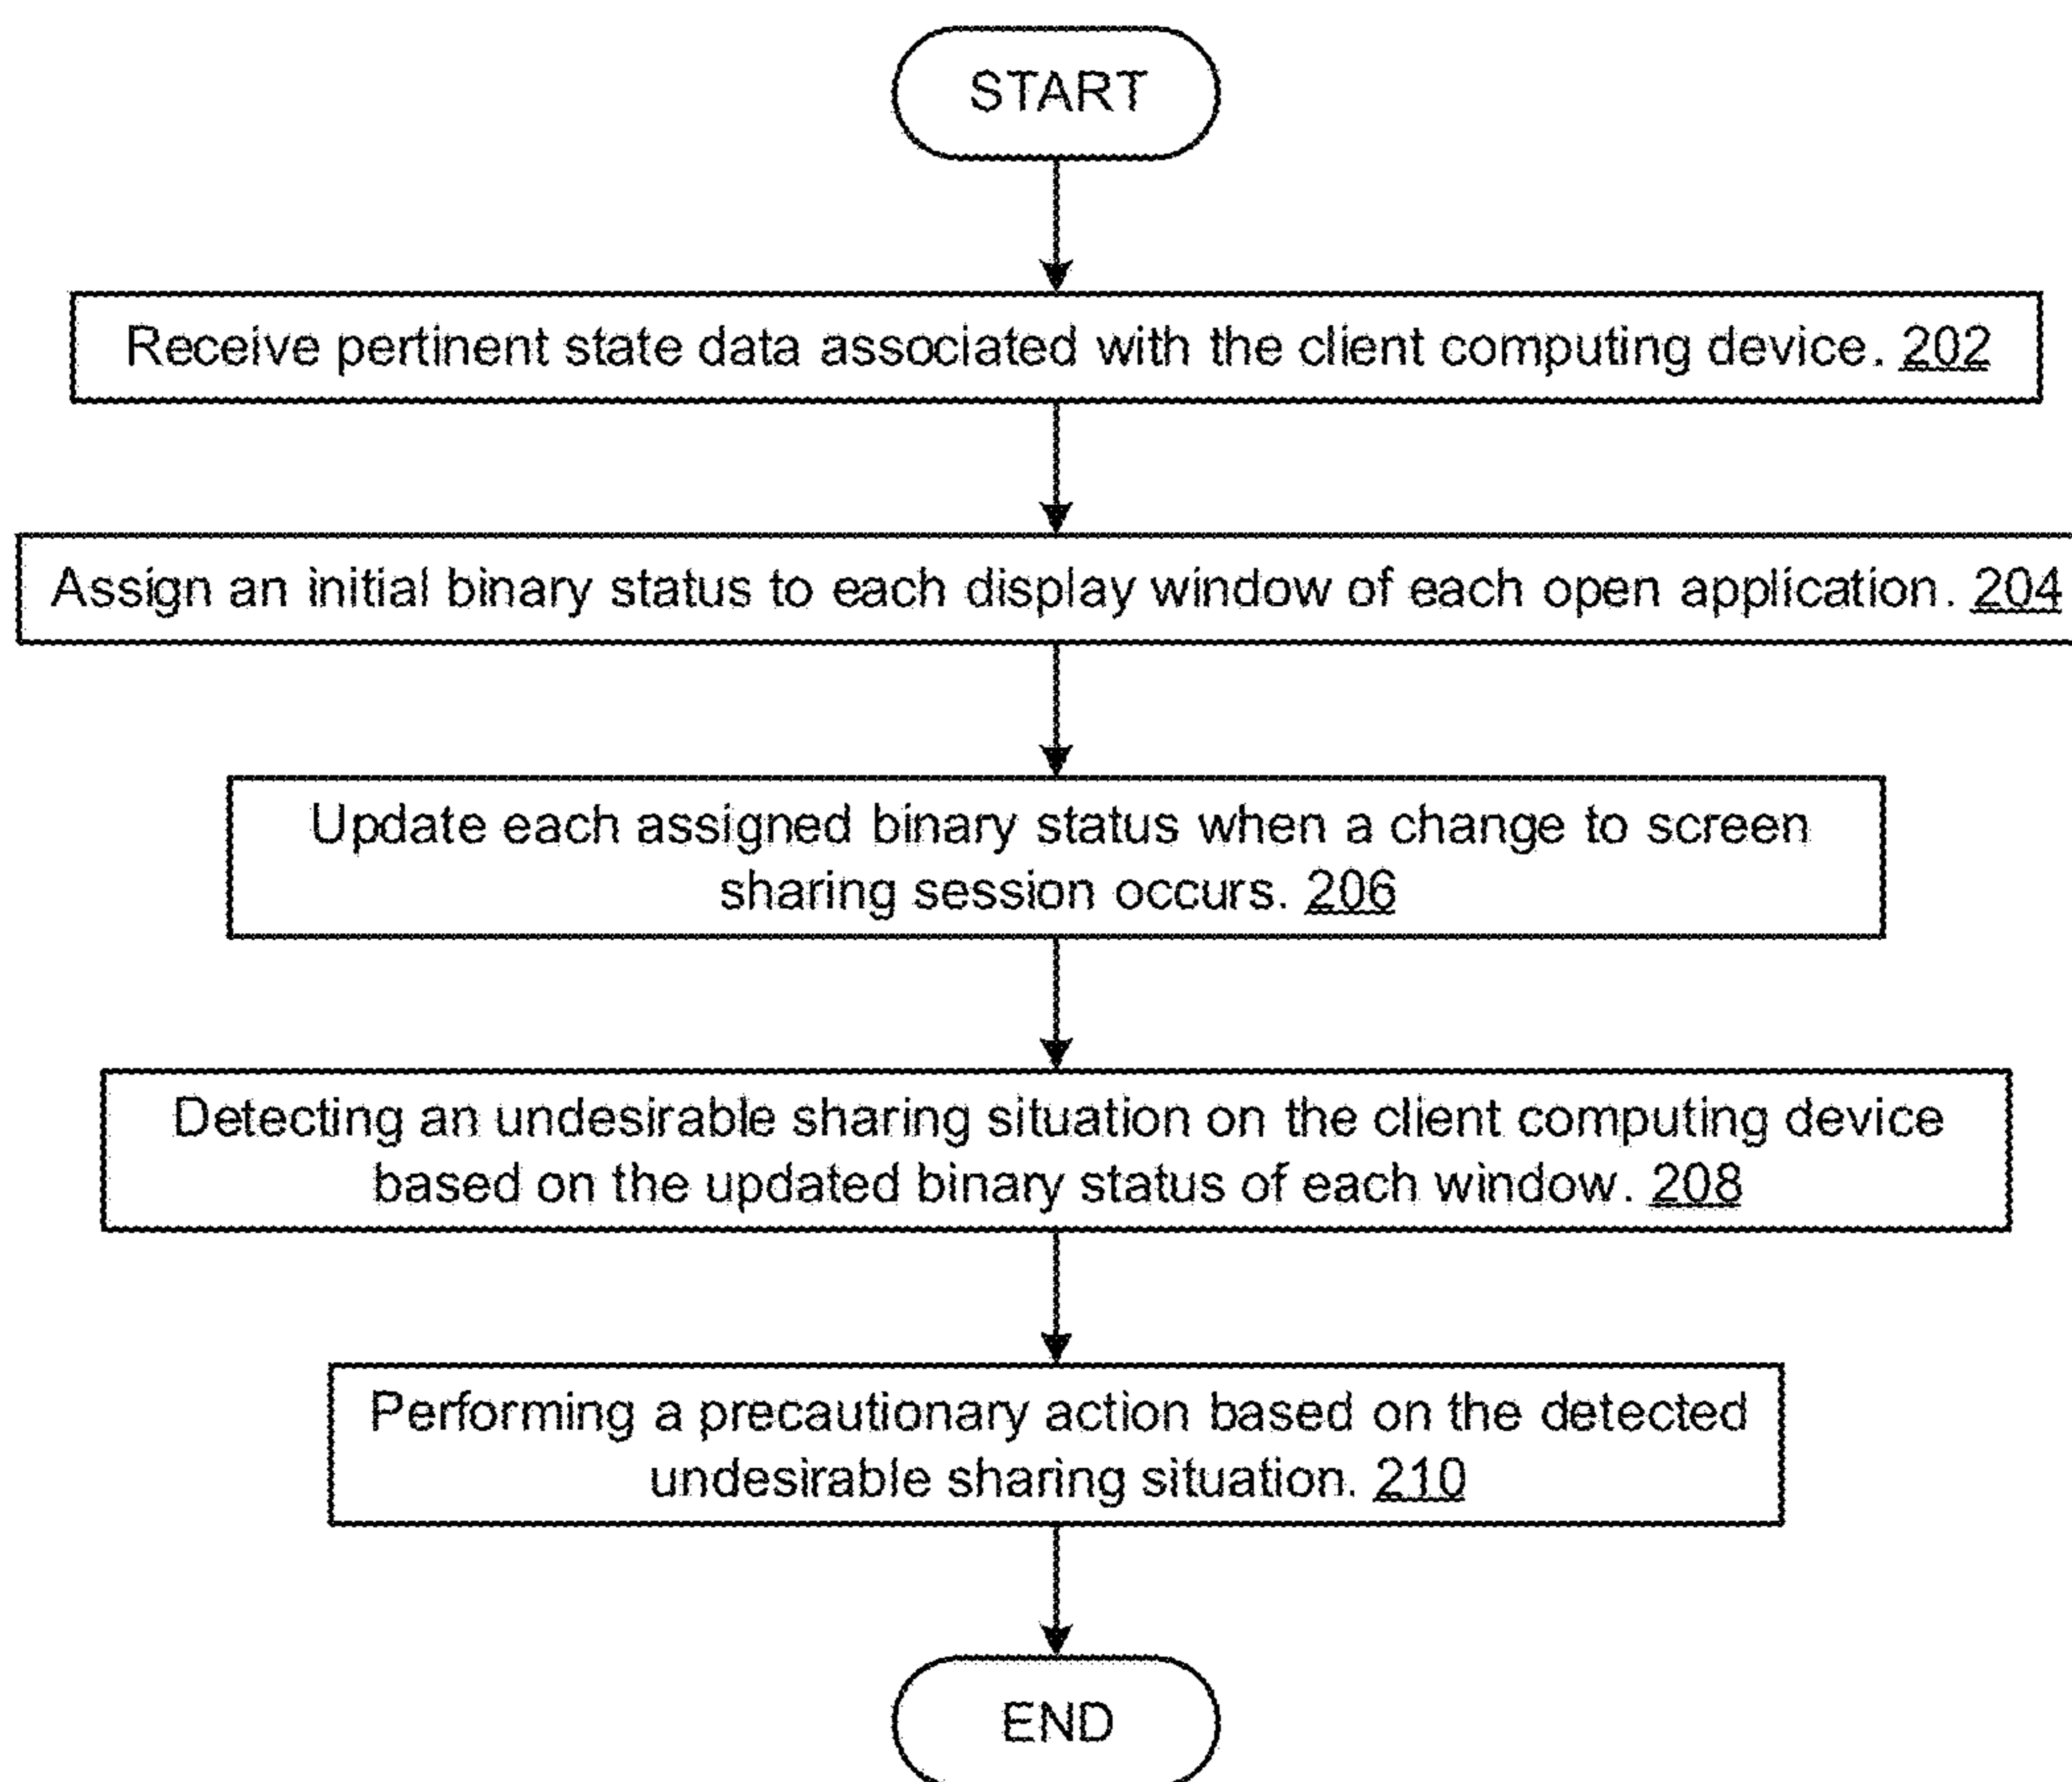 START
Receive pertinent state data associated with the client computing device. 202
Assign an initial binary status to each display window of each open application. 204
Update each assigned binary status when a change to screen
sharing session occurs. 206
Detecting an undesirable sharing situation on the client computing device
based on the updated binary status of each window. 208
Performing a precautionary action based on the detected
undesirable sharing situation. 210
END